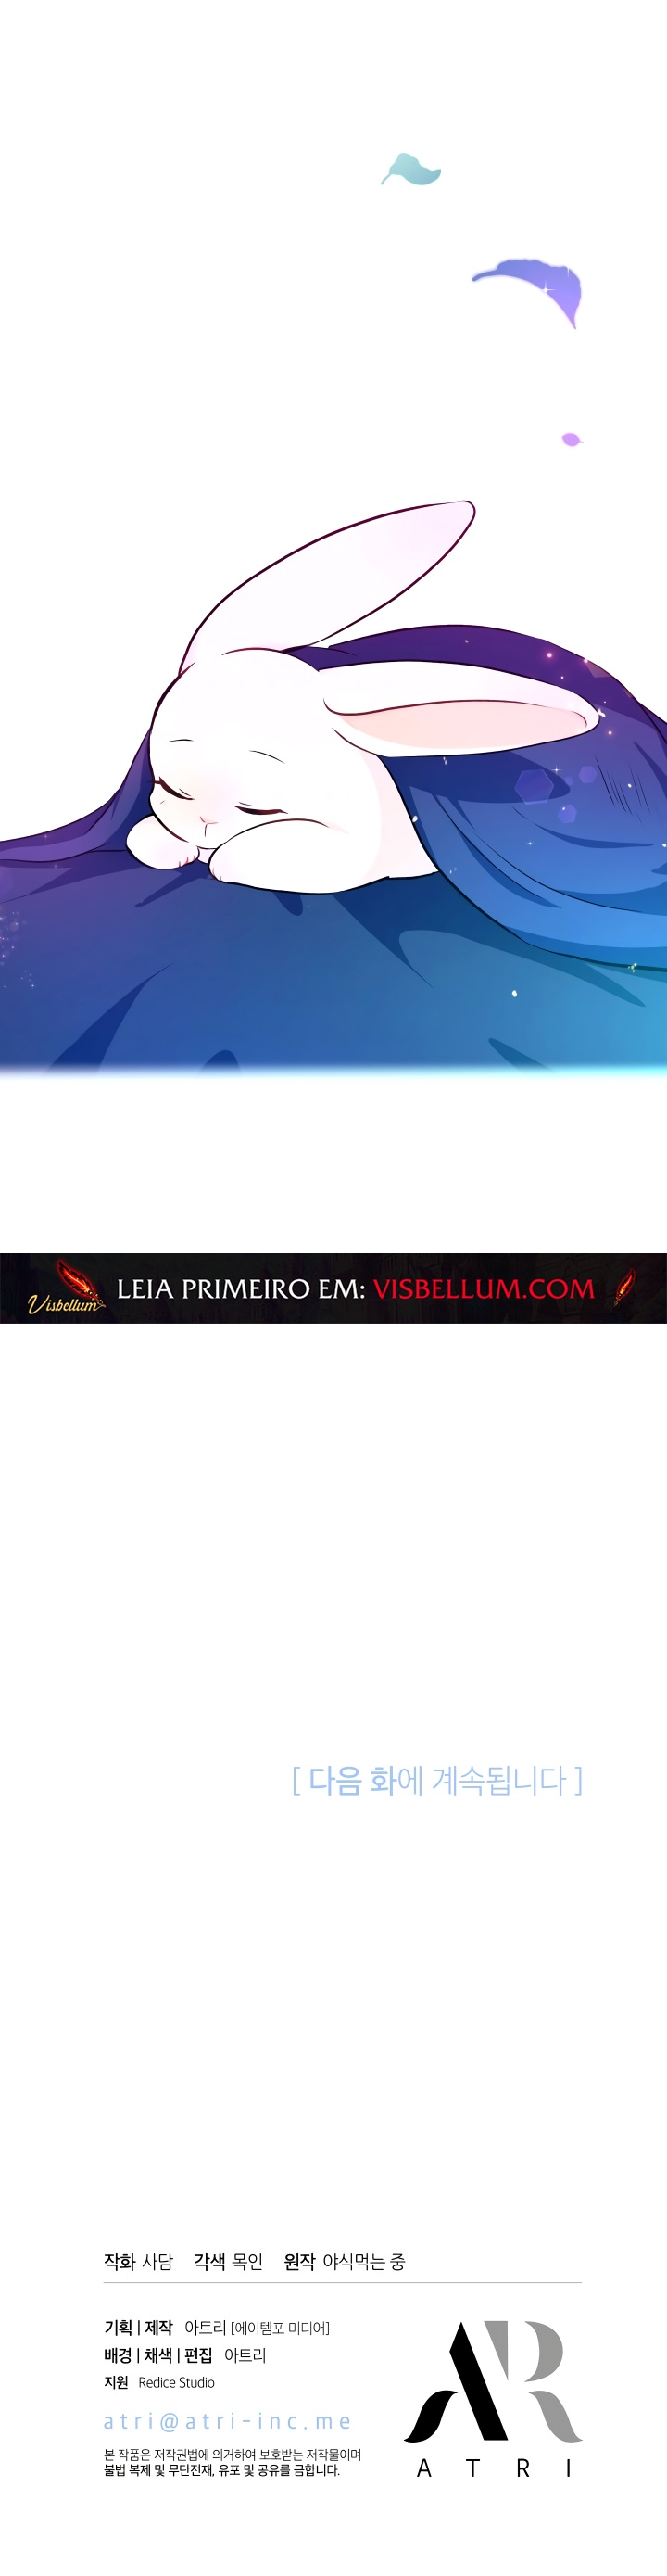 Visbellum LEIA PRIMEIRO EM: VISBELLUM.COM
[ 다음 화에 계속됩니다 ]
작화 사담 각색 목인 원작 야식먹는 중
기획 | 제작 아트리 [에이템포 미디어]
배경 | 채색 | 편집 아트리
지원 Redice Studio
atri@atri-inc.me
본 작품은 저작권법에 의거하여 보호받는 저작물이며
불법 복제 및 무단전재, 유포 및 공유를 금합니다.
AR
ATRI